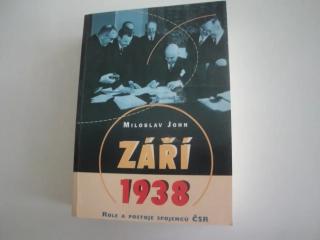 Miloslav John
ZÁŘÍ
1938
Role a postoje spojenců ČSR